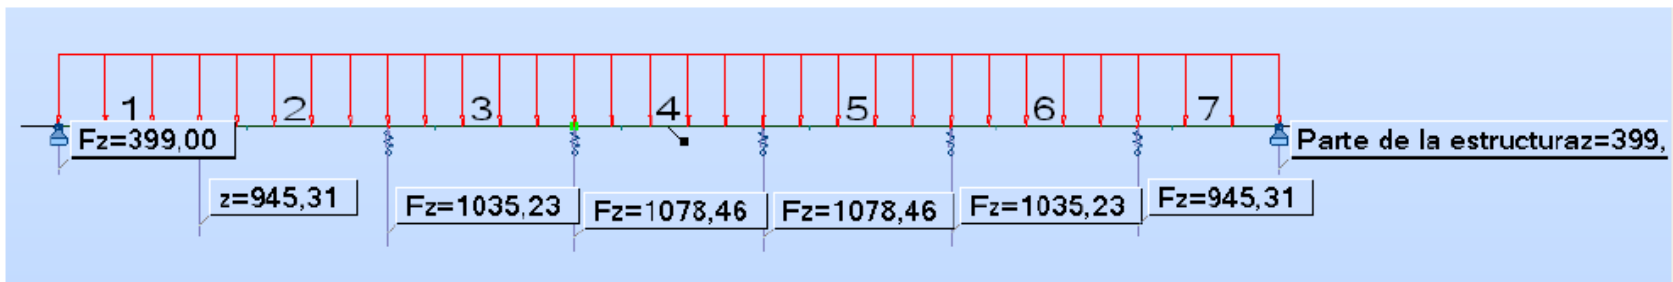 1 2 3 4 5 6 7
Fz=399,00
Parte de la estructuraz=399,
z=945,31
Fz=1035,23
Fz=1078,46
Fz=1078,46
Fz=1035,23
Fz=945,31